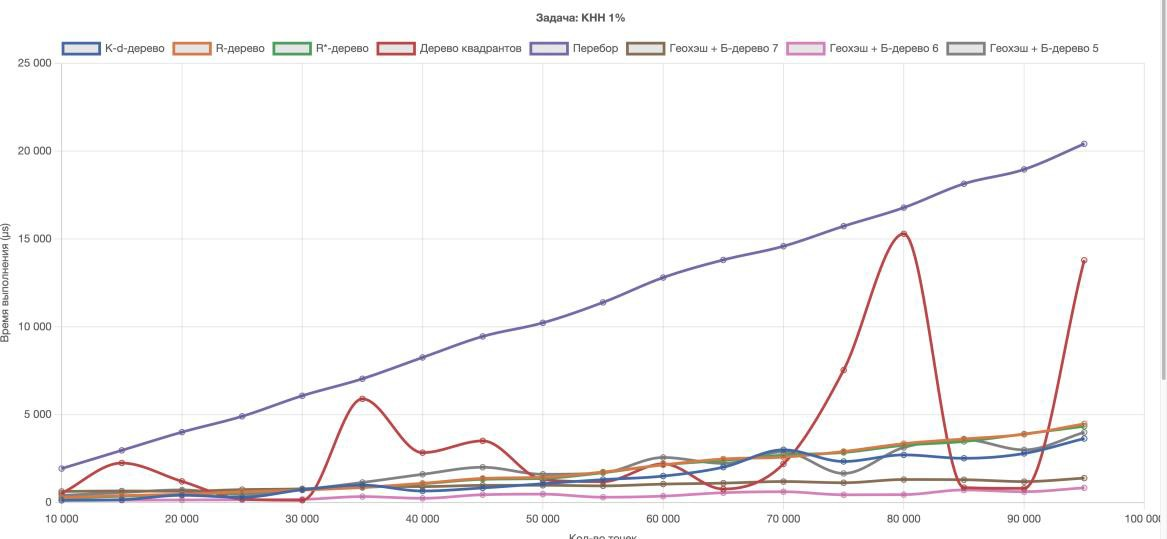 Задача: КНН 1%
K-d-дерево R-дерево R*-дерево Дерево квадрантов Перебор Геохэш + Б-дерево 7 Геохэш + Б-дерево 6 Геохэш + Б-дерево 5
25 000
20 000
15 000
10 000
5 000
0
Время выполнения (µs)
10 000 20 000 30 000 40 000 50 000 60 000 70 000 80 000 90 000 100 000
Кол-во точек